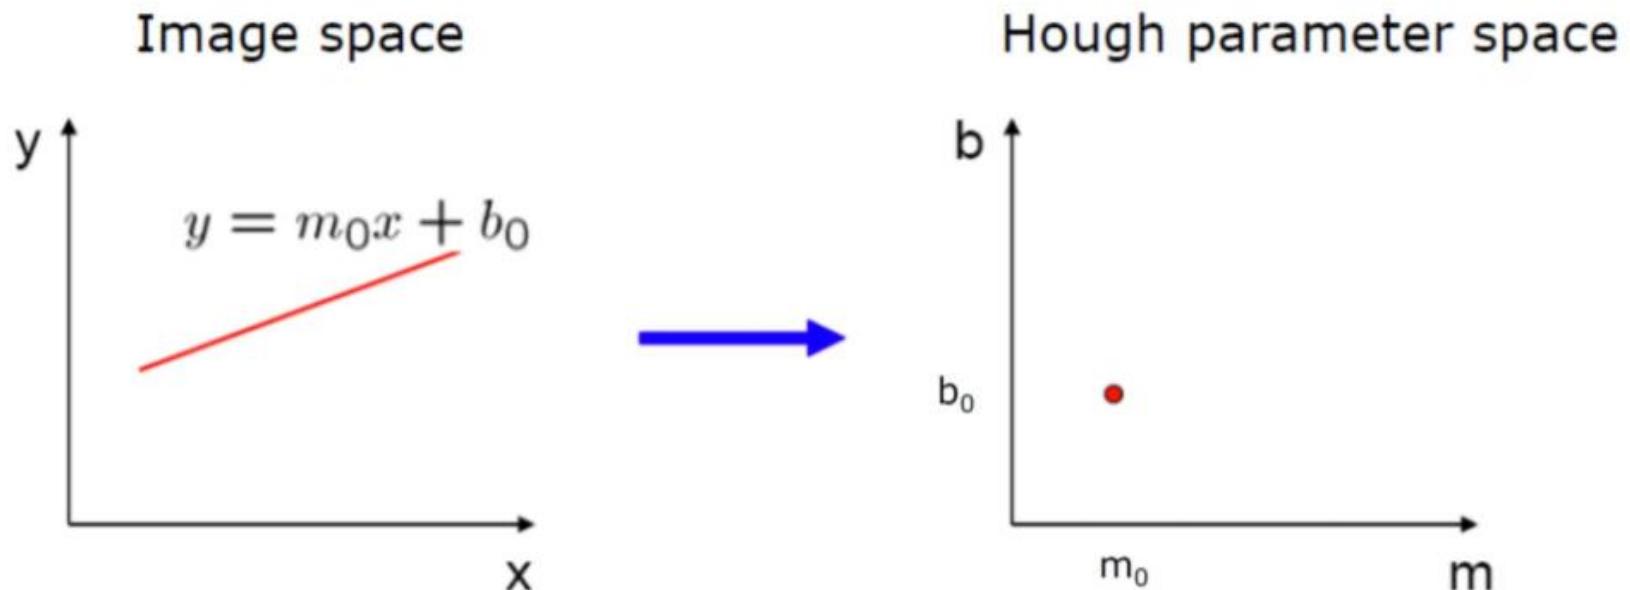 Image space
Hough parameter space
y
y = m₀x + b₀
x
b
b₀
m₀
m